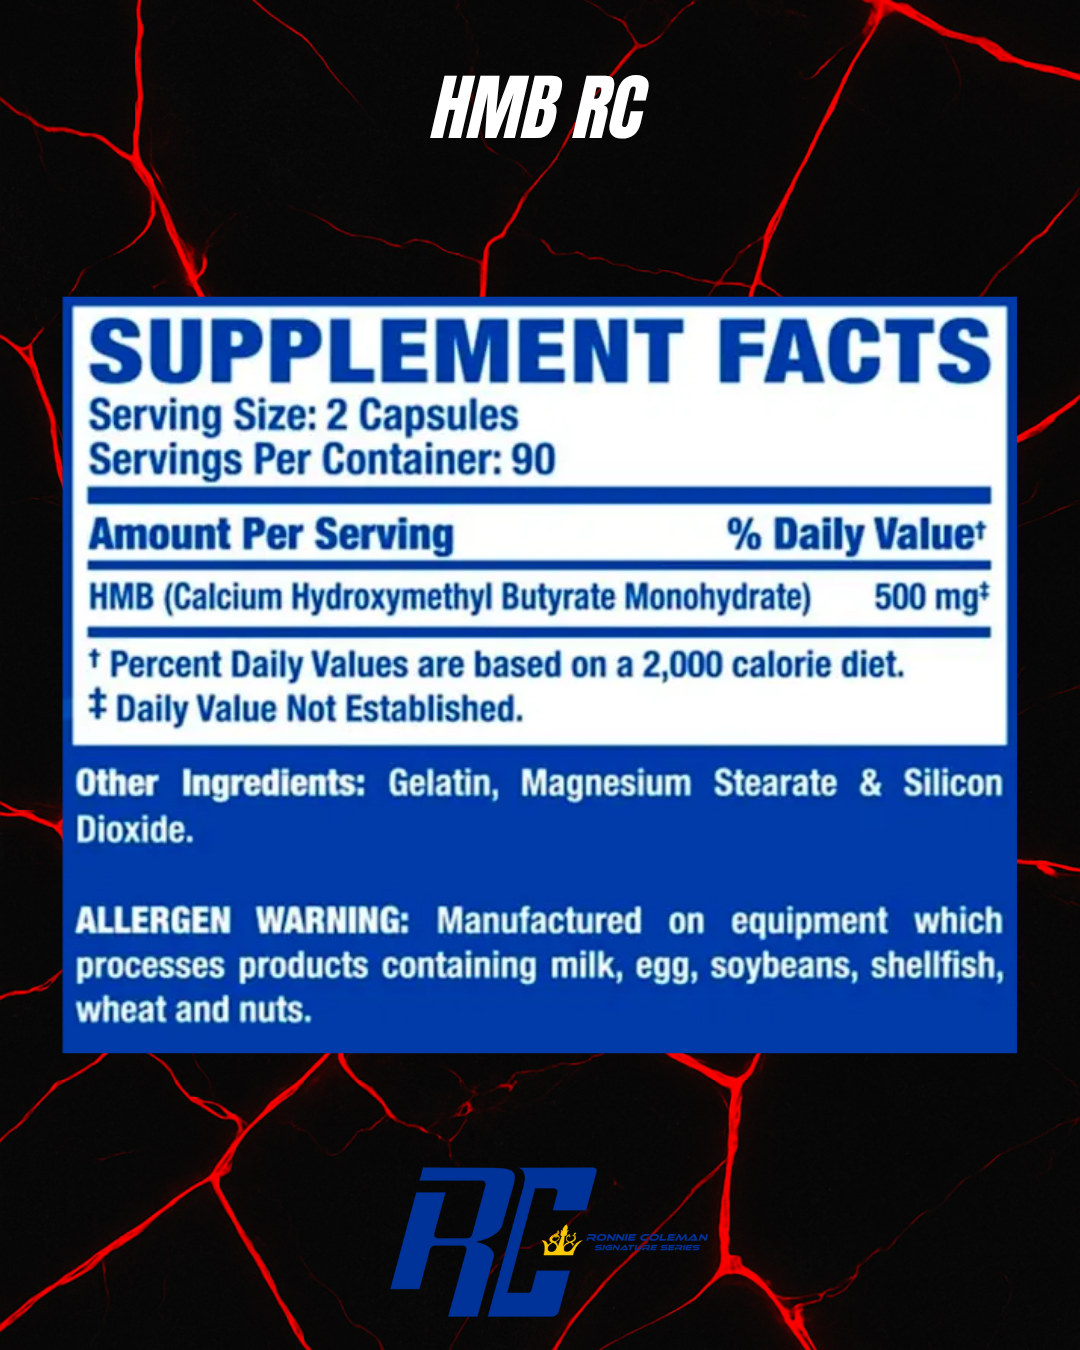 HMB RC
SUPPLEMENT FACTS
Serving Size: 2 Capsules
Servings Per Container: 90
Amount Per Serving % Daily Value†
HMB (Calcium Hydroxymethyl Butyrate Monohydrate) 500 mg‡
† Percent Daily Values are based on a 2,000 calorie diet.
‡ Daily Value Not Established.
Other Ingredients: Gelatin, Magnesium Stearate & Silicon
Dioxide.
ALLERGEN WARNING: Manufactured on equipment which
processes products containing milk, egg, soybeans, shellfish,
wheat and nuts.
RC
RONNIE COLEMAN
SIGNATURE SERIES